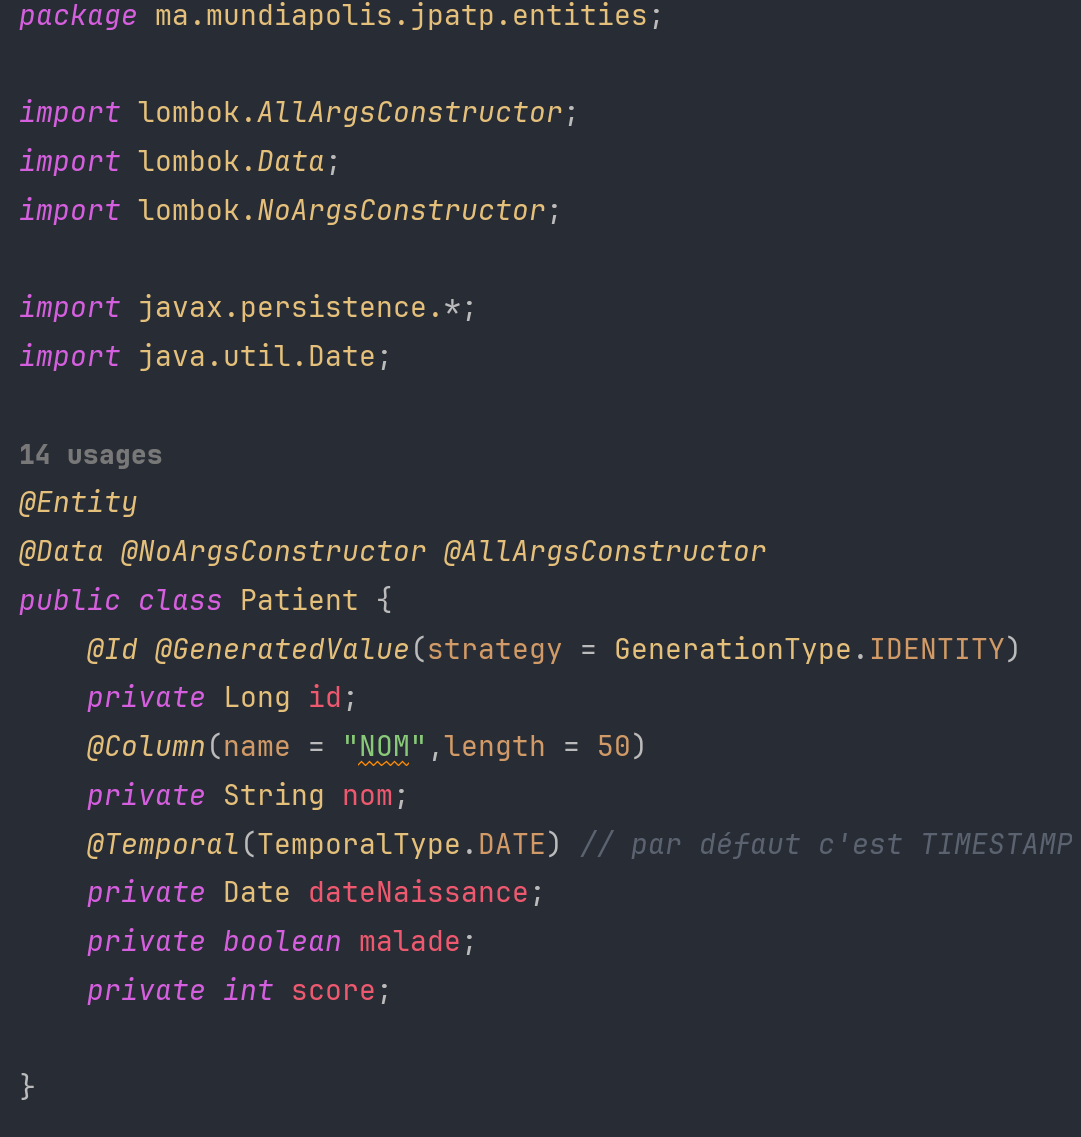 package ma.mundiapolis.jpatp.entities;
import lombok.AllArgsConstructor;
import lombok.Data;
import lombok.NoArgsConstructor;
import javax.persistence.*;
import java.util.Date;
14 usages
@Entity
@Data @NoArgsConstructor @AllArgsConstructor
public class Patient {
    @Id @GeneratedValue(strategy = GenerationType.IDENTITY)
    private Long id;
    @Column(name = "NOM",length = 50)
    private String nom;
    @Temporal(TemporalType.DATE) // par défaut c'est TIMESTAMP
    private Date dateNaissance;
    private boolean malade;
    private int score;
}